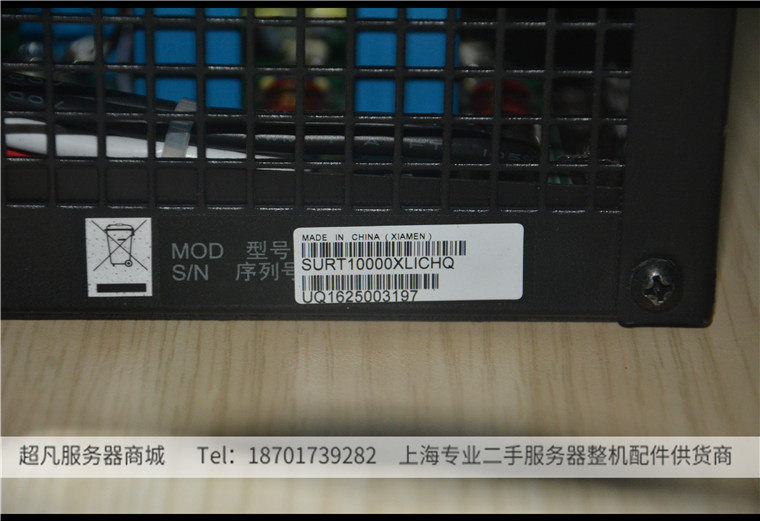 MOD 型号
S/N 序列号
MADE IN CHINA (XIAMEN)
SURT10000XLICHQ
UQ1625003197
超凡服务器商城 Tel: 18701739282 上海专业二手服务器整机配件供货商